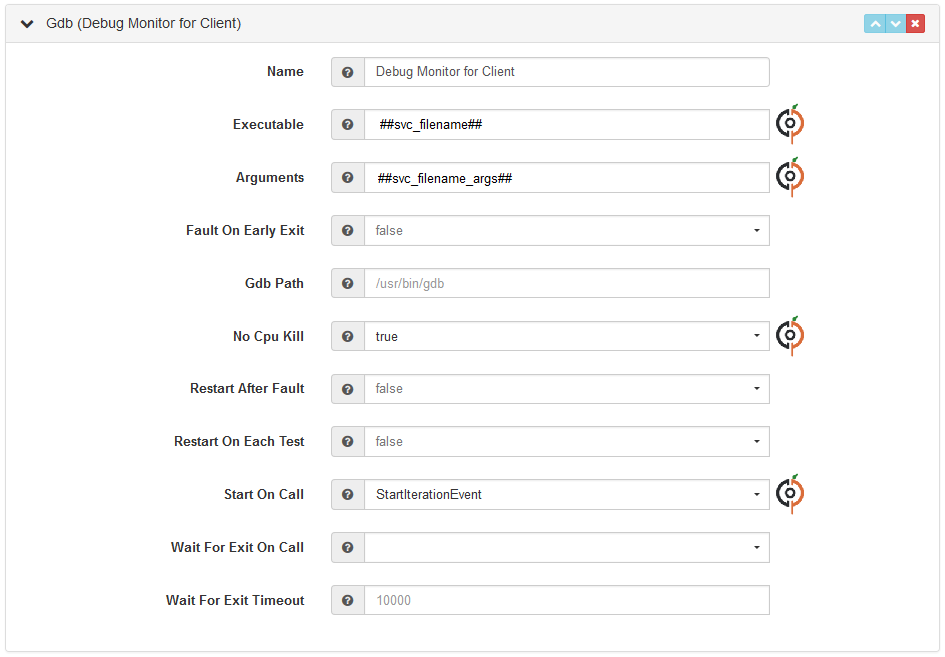 Gdb (Debug Monitor for Client)
Name Debug Monitor for Client
Executable ##svc_filename##
Arguments ##svc_filename_args##
Fault On Early Exit false
Gdb Path /usr/bin/gdb
No Cpu Kill true
Restart After Fault false
Restart On Each Test false
Start On Call StartIterationEvent
Wait For Exit On Call
Wait For Exit Timeout 10000